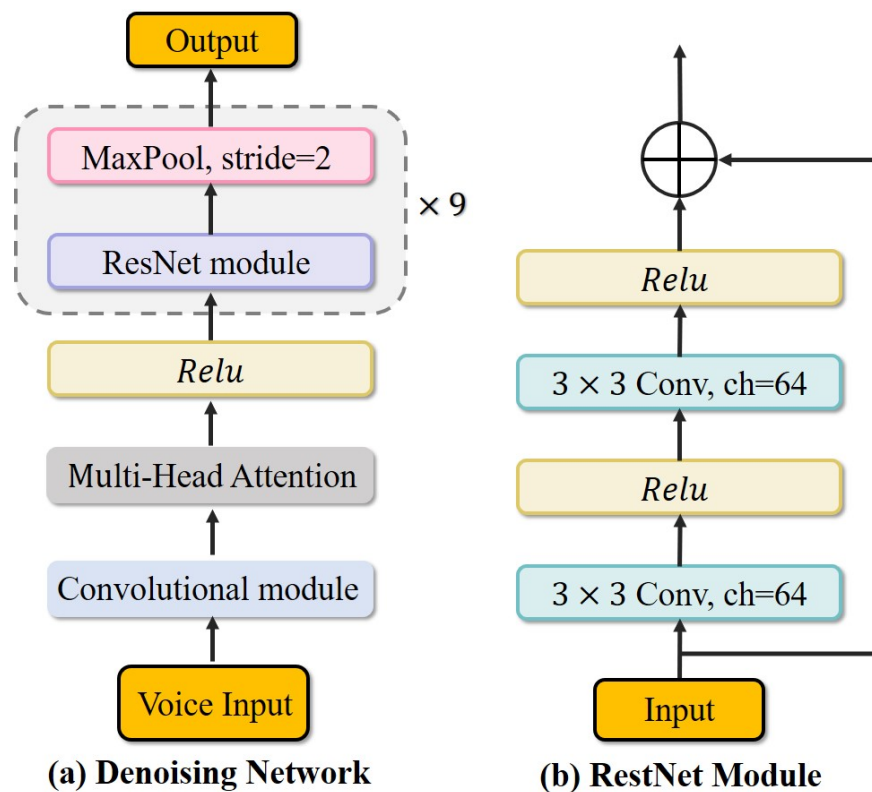 Output
MaxPool, stride=2
ResNet module
× 9
Relu
Multi-Head Attention
Convolutional module
Voice Input
(a) Denoising Network
Relu
3 × 3 Conv, ch=64
Relu
3 × 3 Conv, ch=64
Input
(b) RestNet Module